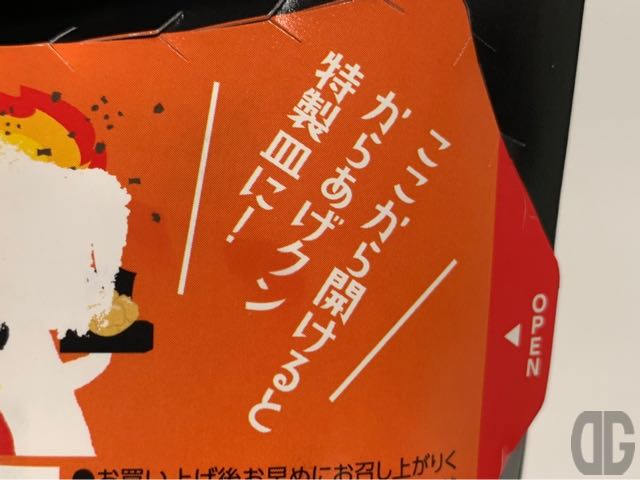 ここから開けると
からあげクン
特製皿に！
OPEN
●お買い上げ後お早めにお召し上がりく
DG